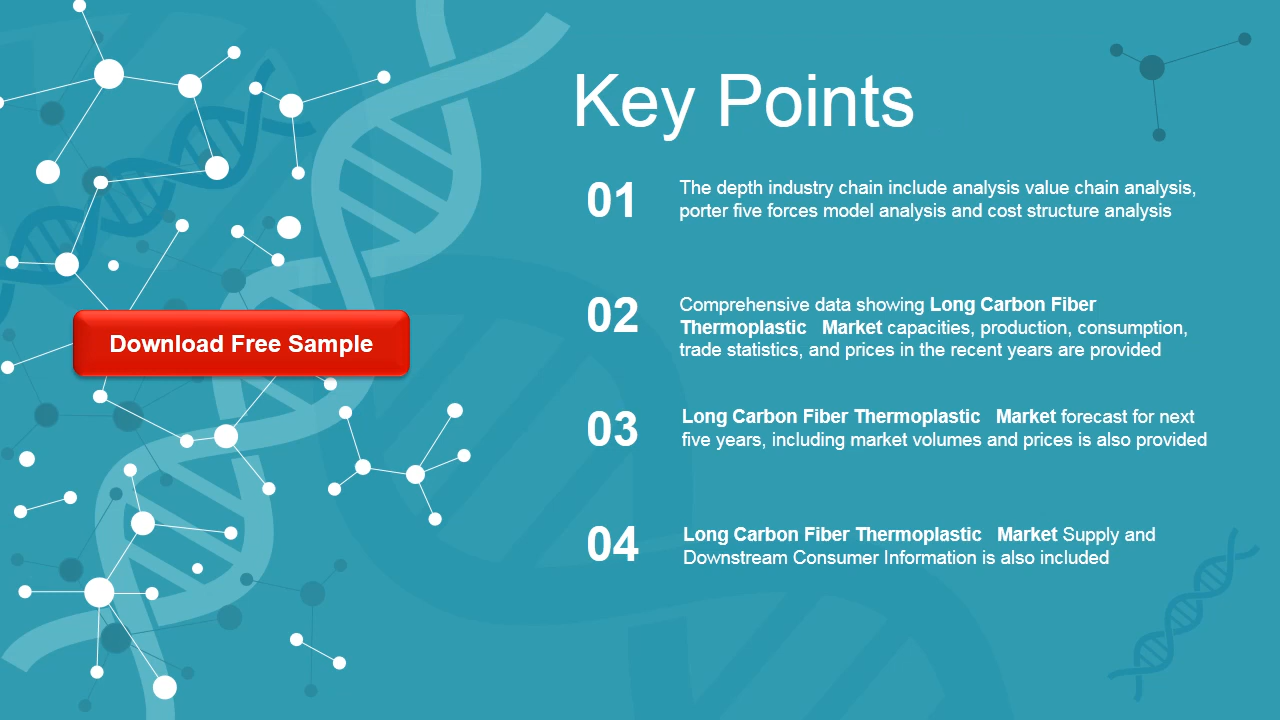 Key Points
01
The depth industry chain include analysis value chain analysis,
porter five forces model analysis and cost structure analysis
02
Comprehensive data showing Long Carbon Fiber
Thermoplastic   Market capacities, production, consumption,
trade statistics, and prices in the recent years are provided
Download Free Sample
03
Long Carbon Fiber Thermoplastic   Market forecast for next
five years, including market volumes and prices is also provided
04
Long Carbon Fiber Thermoplastic   Market Supply and
Downstream Consumer Information is also included